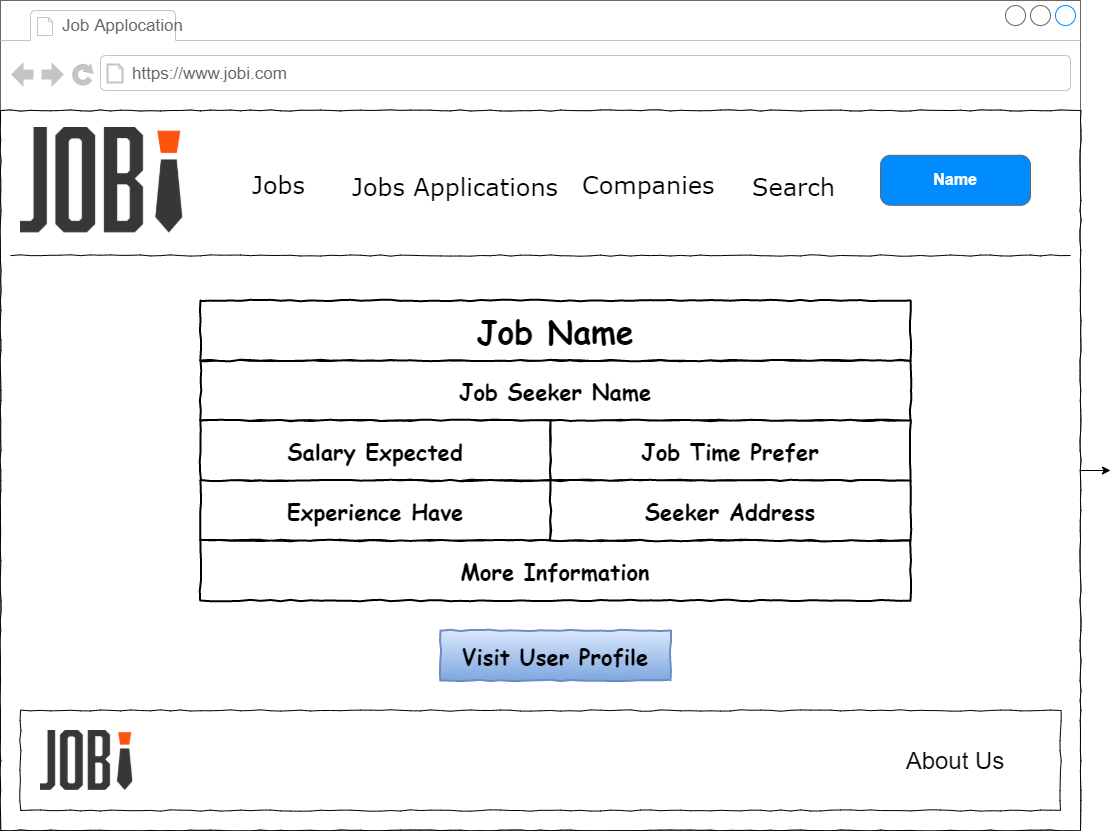 Job Applocation
https://www.jobi.com
JOBi
Jobs Jobs Applications Companies Search Name
Job Name
Job Seeker Name
Salary Expected Job Time Prefer
Experience Have Seeker Address
More Information
Visit User Profile
JOBi About Us